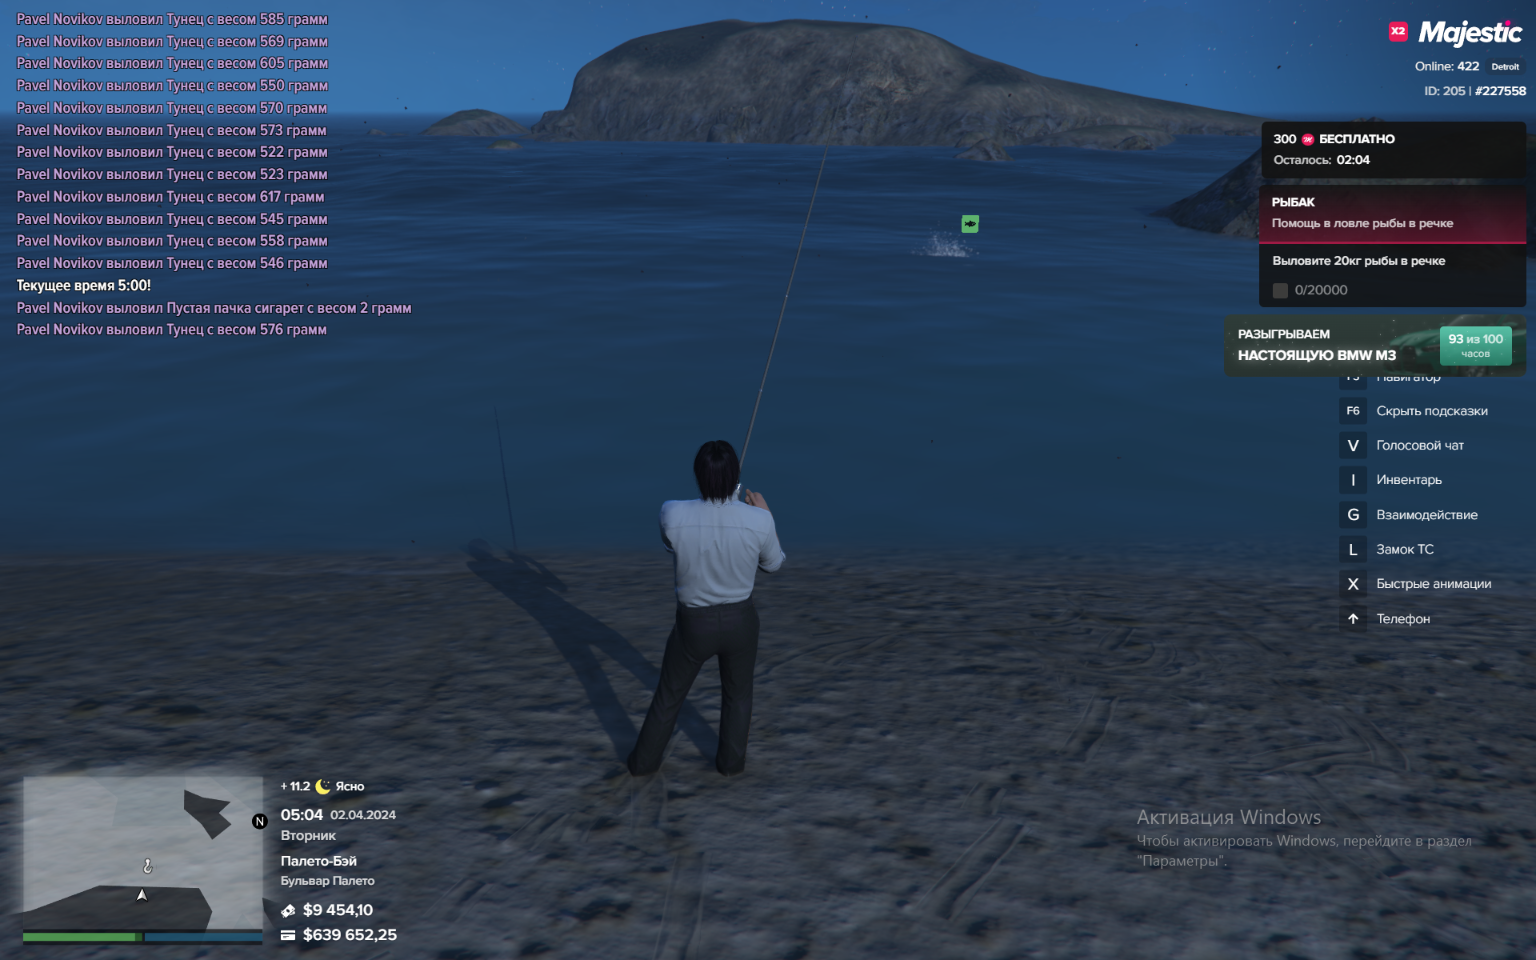 Pavel Novikov выловил Тунец с весом 585 грамм
Pavel Novikov выловил Тунец с весом 569 грамм
Pavel Novikov выловил Тунец с весом 605 грамм
Pavel Novikov выловил Тунец с весом 550 грамм
Pavel Novikov выловил Тунец с весом 570 грамм
Pavel Novikov выловил Тунец с весом 573 грамм
Pavel Novikov выловил Тунец с весом 522 грамм
Pavel Novikov выловил Тунец с весом 523 грамм
Pavel Novikov выловил Тунец с весом 617 грамм
Pavel Novikov выловил Тунец с весом 545 грамм
Pavel Novikov выловил Тунец с весом 558 грамм
Pavel Novikov выловил Тунец с весом 546 грамм
Текущее время 5:00!
Pavel Novikov выловил Пустая пачка сигарет с весом 2 грамм
Pavel Novikov выловил Тунец с весом 576 грамм
X2 Majestic
Online: 422 Detroit
ID: 205 | #227558
300 БЕСПЛАТНО
Осталось: 02:04
РЫБАК
Помощь в ловле рыбы в речке
Выловите 20кг рыбы в речке
0/20000
РАЗЫГРЫВАЕМ
НАСТОЯЩУЮ BMW M3
93 из 100
часов
Навигатор
F6 Скрыть подсказки
V Голосовой чат
I Инвентарь
G Взаимодействие
L Замок ТС
X Быстрые анимации
Телефон
N
+ 11.2 Ясно
05:04 02.04.2024
Вторник
Палето-Бэй
Бульвар Палето
$9 454,10
$639 652,25
Активация Windows
Чтобы активировать Windows, перейдите в раздел
"Параметры".